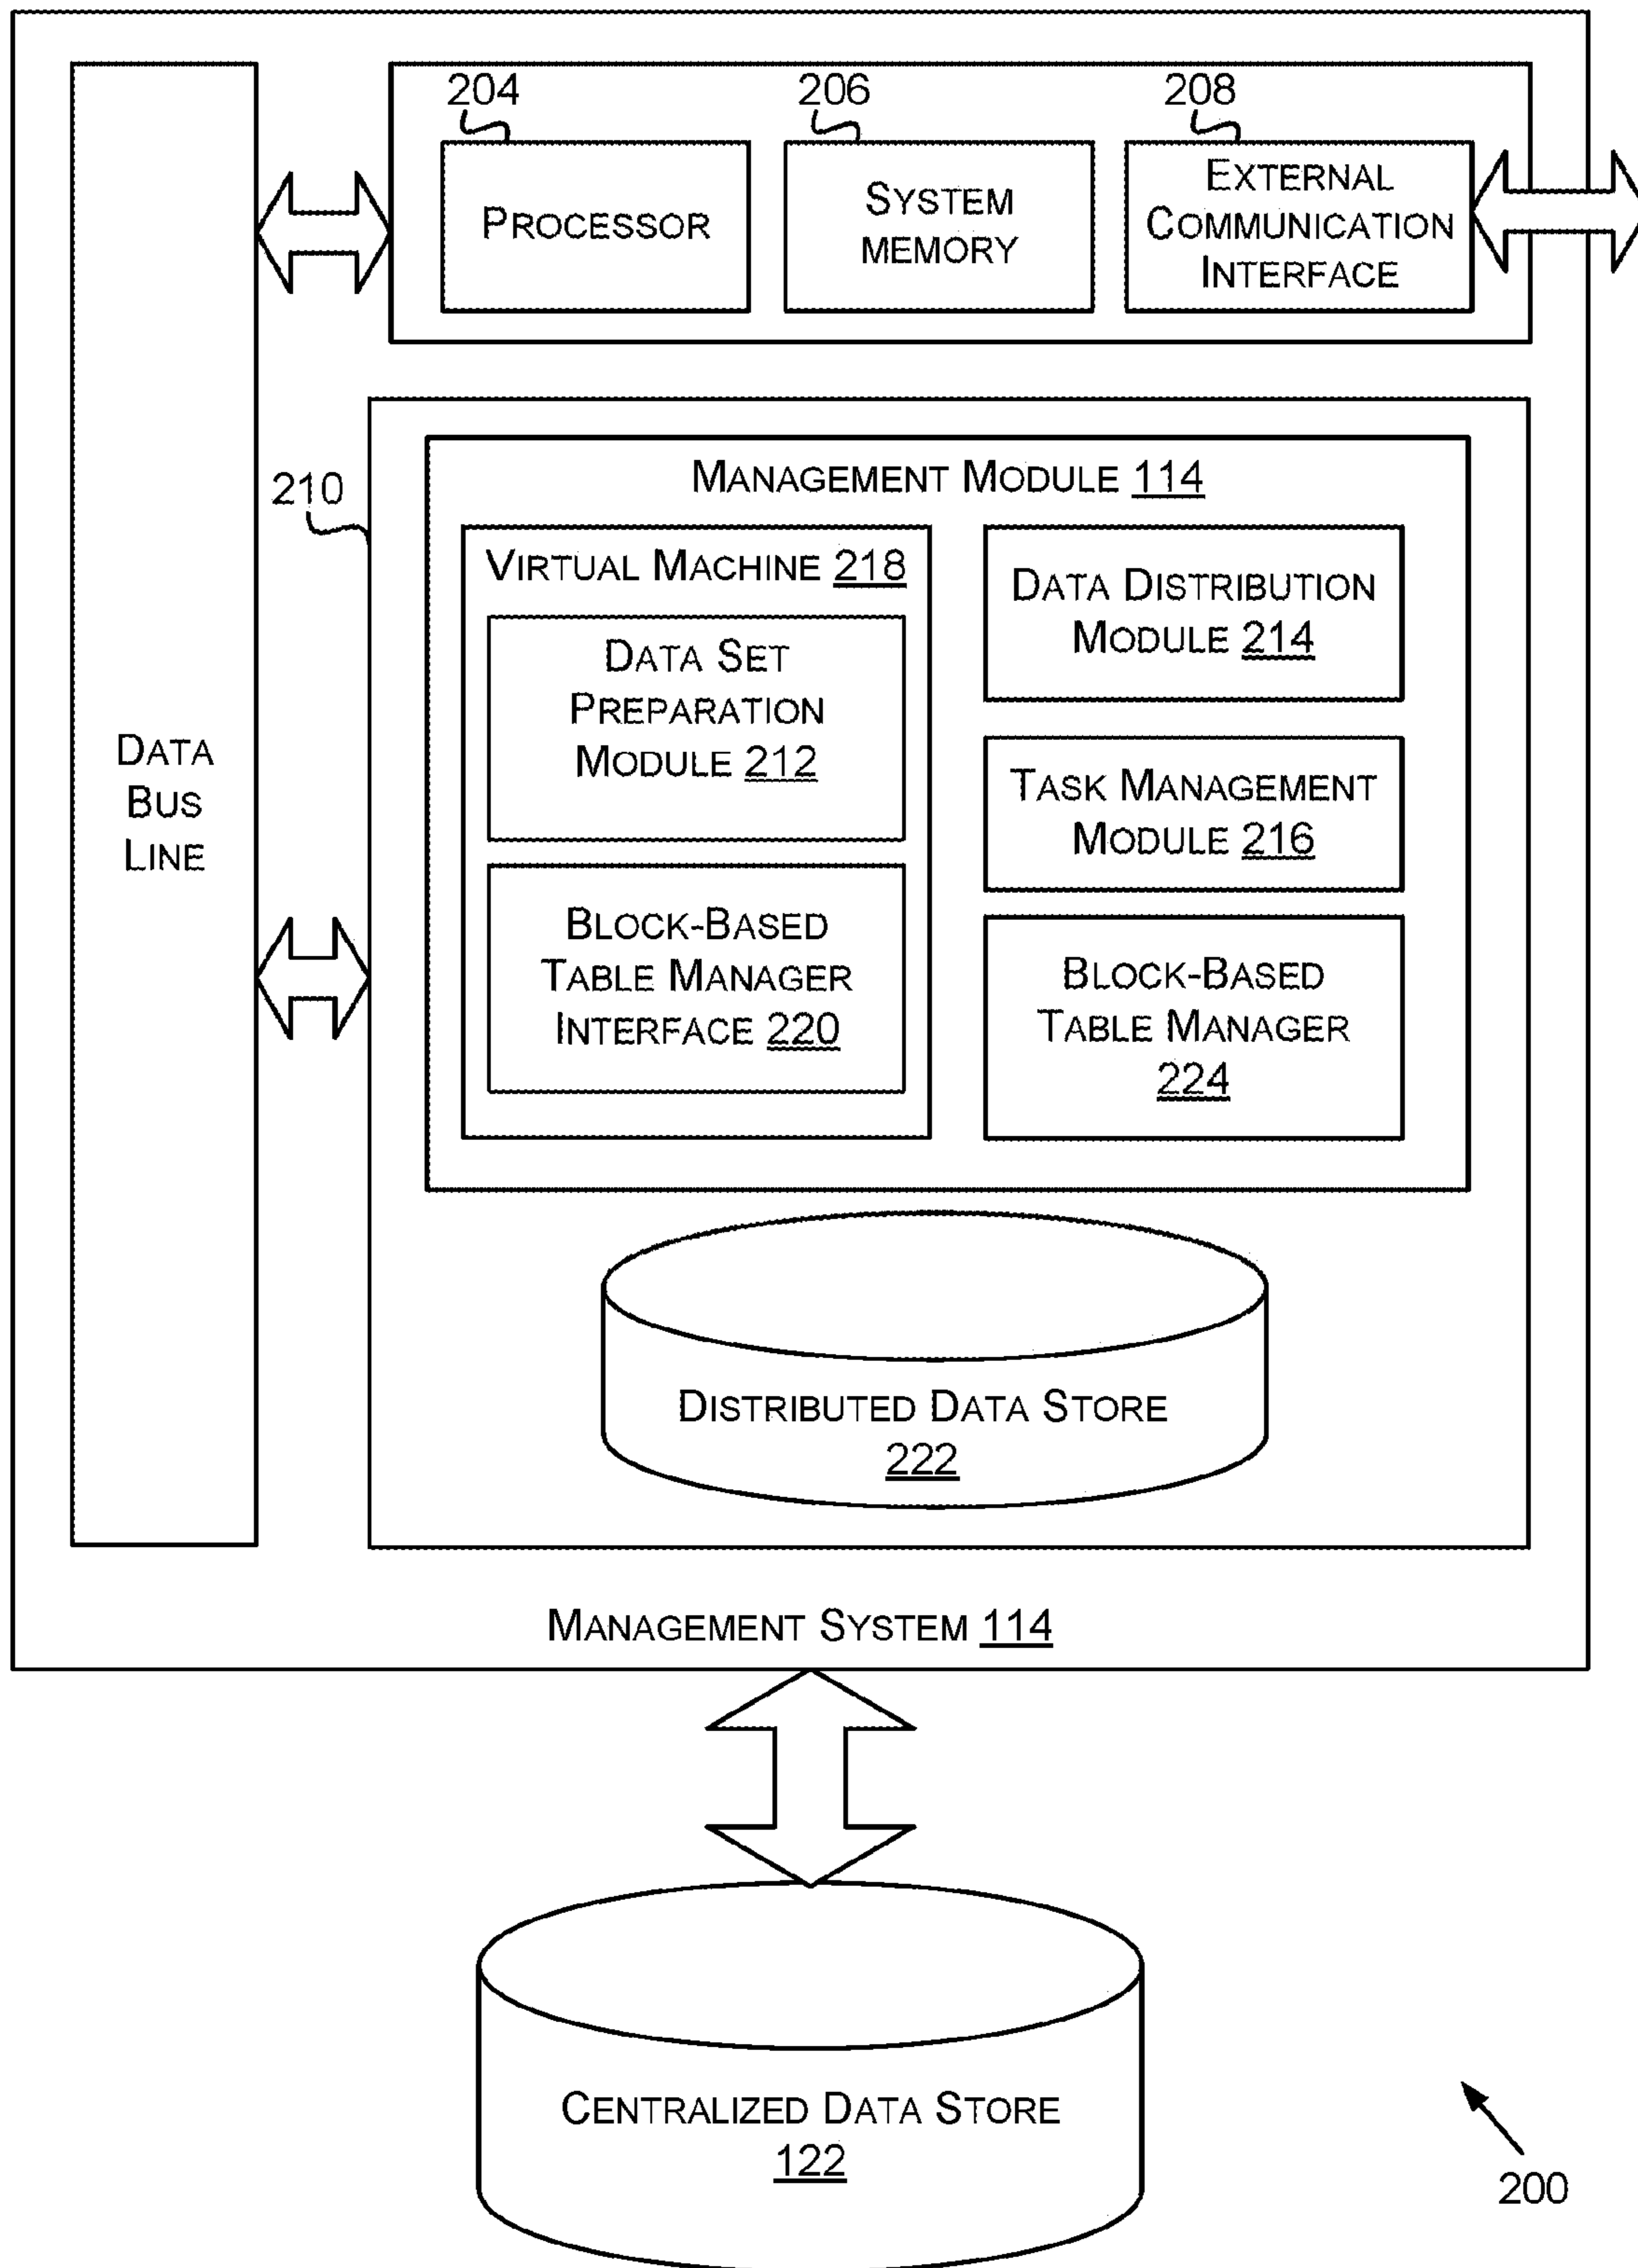 204
206
208
PROCESSOR
SYSTEM
MEMORY
EXTERNAL
COMMUNICATION
INTERFACE
DATA
BUS
LINE
210
MANAGEMENT MODULE 114
VIRTUAL MACHINE 218
DATA SET
PREPARATION
MODULE 212
BLOCK-BASED
TABLE MANAGER
INTERFACE 220
DATA DISTRIBUTION
MODULE 214
TASK MANAGEMENT
MODULE 216
BLOCK-BASED
TABLE MANAGER
224
DISTRIBUTED DATA STORE
222
MANAGEMENT SYSTEM 114
CENTRALIZED DATA STORE
122
200